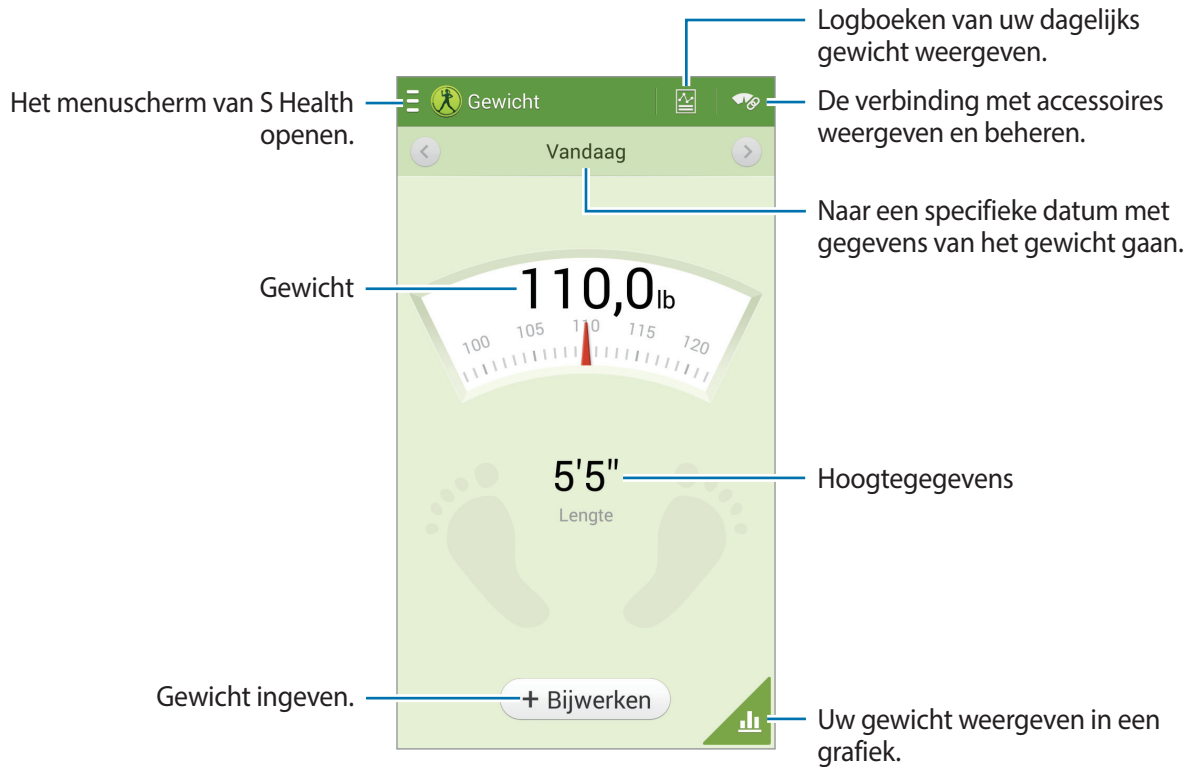 Logboeken van uw dagelijks
gewicht weergeven.
Het menuscherm van S Health
openen.
Gewicht
De verbinding met accessoires
weergeven en beheren.
Vandaag
Naar een specifieke datum met
gegevens van het gewicht gaan.
Gewicht
110,0 lb
100 105 110 115 120
5'5"
Lengte
Hoogtegegevens
Gewicht ingeven.
+ Bijwerken
Uw gewicht weergeven in een
grafiek.